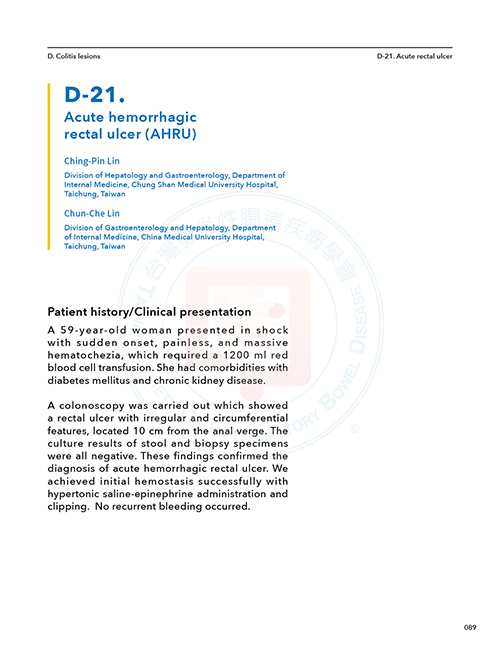 D. Colitis lesions
D-21. Acute rectal ulcer
D-21.
Acute hemorrhagic
rectal ulcer (AHRU)
Ching-Pin Lin
Division of Hepatology and Gastroenterology, Department of
Internal Medicine, Chung Shan Medical University Hospital,
Taichung, Taiwan
Chun-Che Lin
Division of Gastroenterology and Hepatology, Department
of Internal Medicine, China Medical University Hospital,
Taichung, Taiwan
Patient history/Clinical presentation
A 59-year-old woman presented in shock
with sudden onset, painless, and massive
hematochezia, which required a 1200 ml red
blood cell transfusion. She had comorbidities with
diabetes mellitus and chronic kidney disease.
A colonoscopy was carried out which showed
a rectal ulcer with irregular and circumferential
features, located 10 cm from the anal verge. The
culture results of stool and biopsy specimens
were all negative. These findings confirmed the
diagnosis of acute hemorrhagic rectal ulcer. We
achieved initial hemostasis successfully with
hypertonic saline-epinephrine administration and
clipping. No recurrent bleeding occurred.
BOWEL DISEASE
®
089